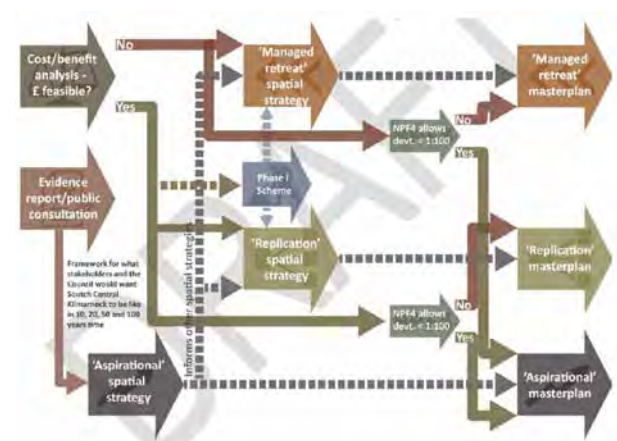 Cost/benefit
analysis -
£ feasible?
No
Yes
'Managed
retreat'
spatial
strategy
'Managed
retreat'
masterplan
NPF4 allows
devt. < 1:100
No
Yes
Evidence
report/public
consultation
Phase I
Scheme
Framework for what
stakeholders and the
Council would want
South Central
Kilmarnock to be like
in 10, 20, 50 and 100
years time
Informs other spatial strategies
'Replication'
spatial
strategy
'Replication'
masterplan
NPF4 allows
devt. < 1:100
No
Yes
'Aspirational'
spatial
strategy
'Aspirational'
masterplan
DRAFT